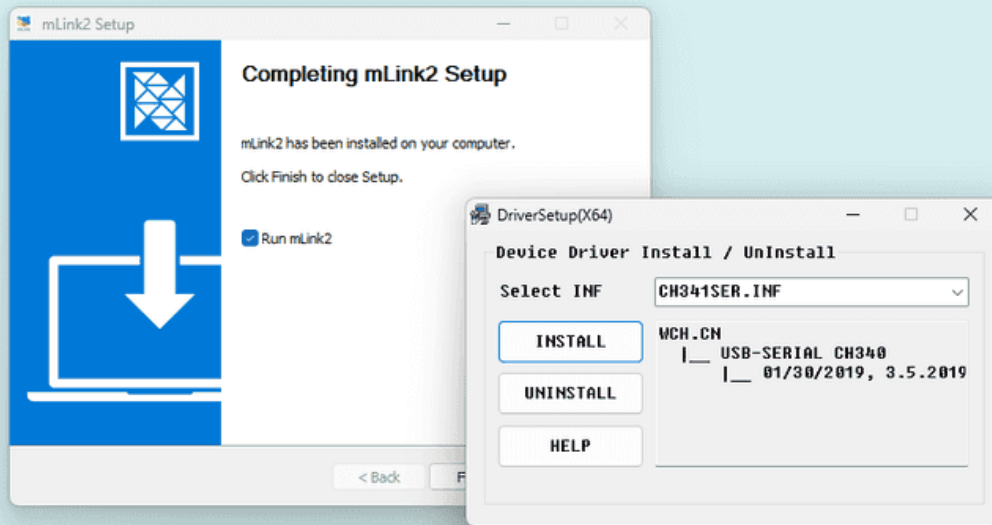 mLink2 Setup
Completing mLink2 Setup
mLink2 has been installed on your computer.
Click Finish to close Setup.
Run mLink2
< Back
DriverSetup(X64)
Device Driver Install / UnInstall
Select INF
CH341SER.INF
INSTALL
UNINSTALL
HELP
WCH.CN
|__ USB-SERIAL CH340
|__ 01/30/2019, 3.5.2019